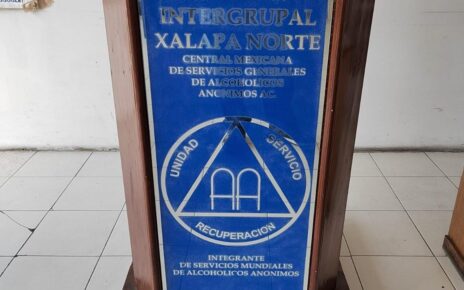 INTERGRUPAL
XALAPA NORTE
CENTRAL MEXICANA
DE SERVICIOS GENERALES
DE ALCOHOLICOS
ANONIMOS A.C.
UNIDAD
SERVICIO
AA
RECUPERACION
INTEGRANTE
DE SERVICIOS MUNDIALES
DE ALCOHOLICOS ANONIMOS